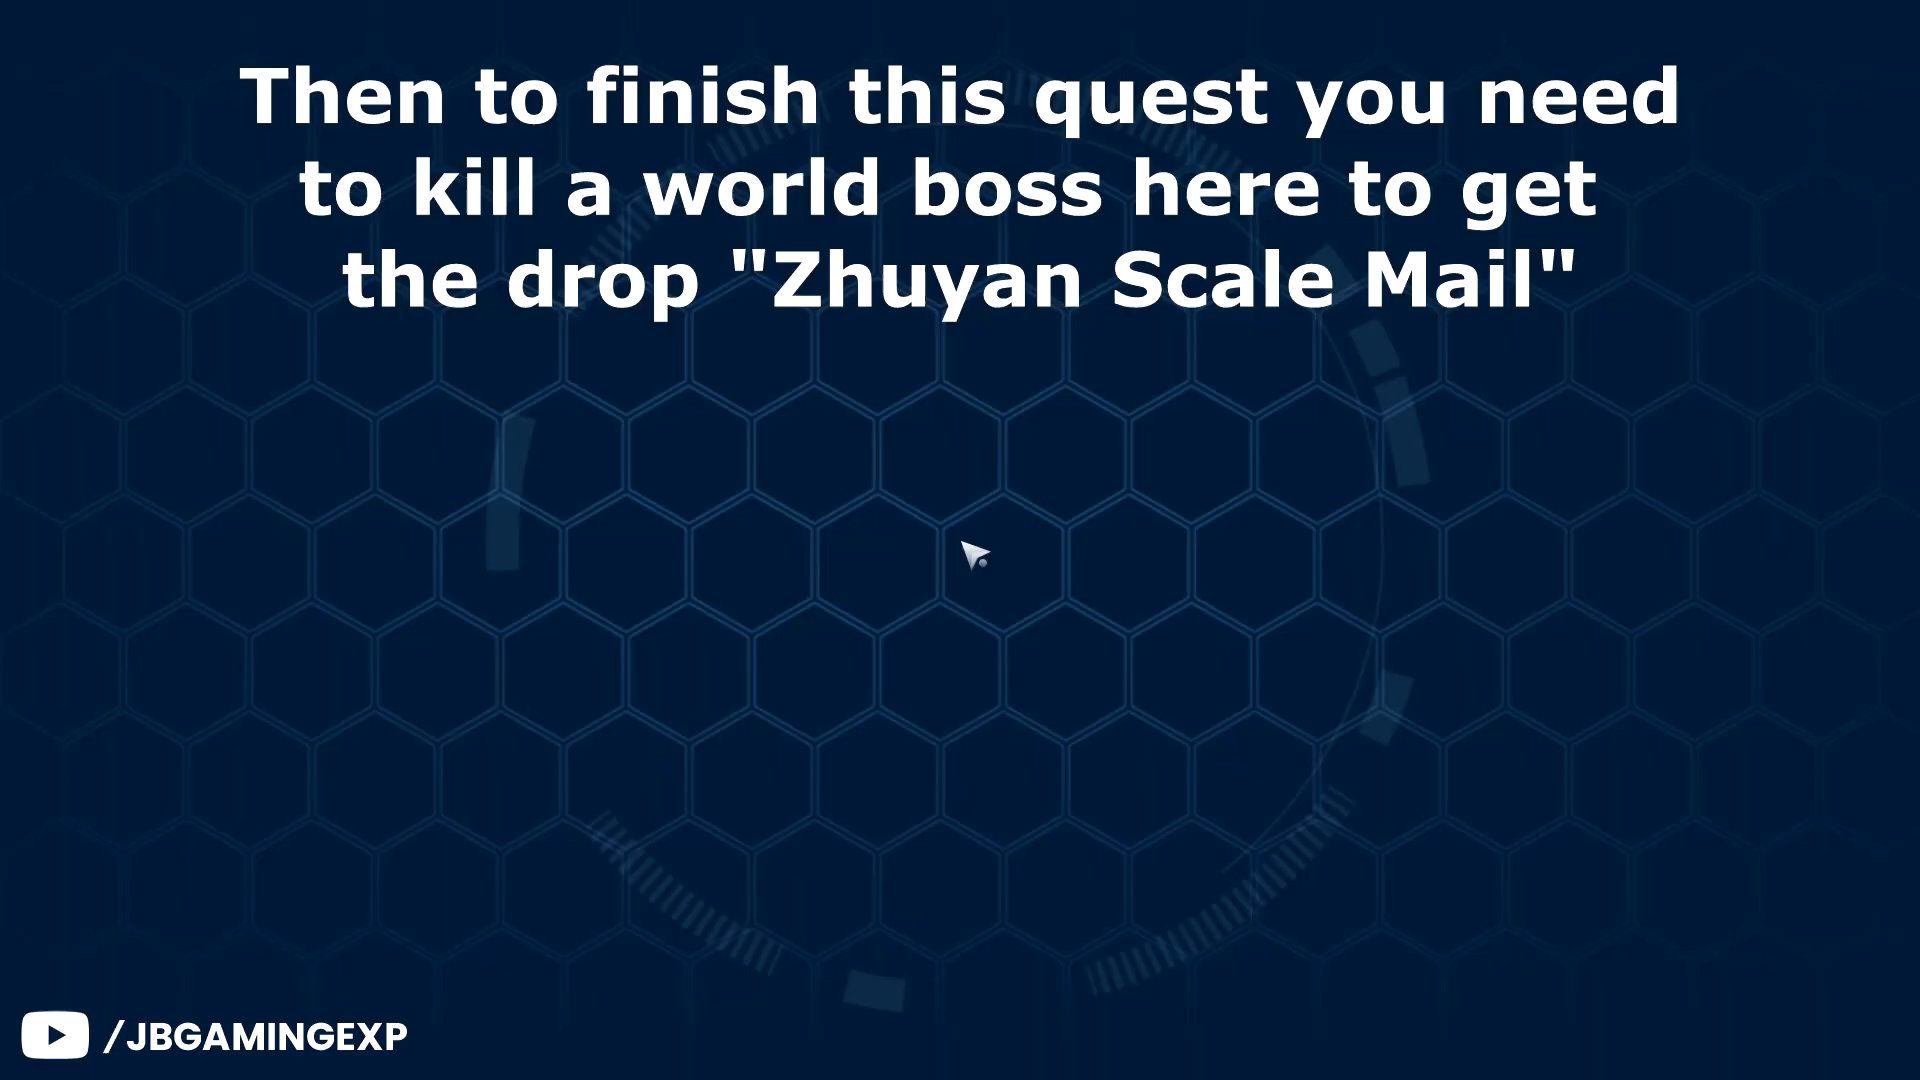 Then to finish this quest you need
to kill a world boss here to get
the drop "Zhuyan Scale Mail"
/JBGAMINGEXP